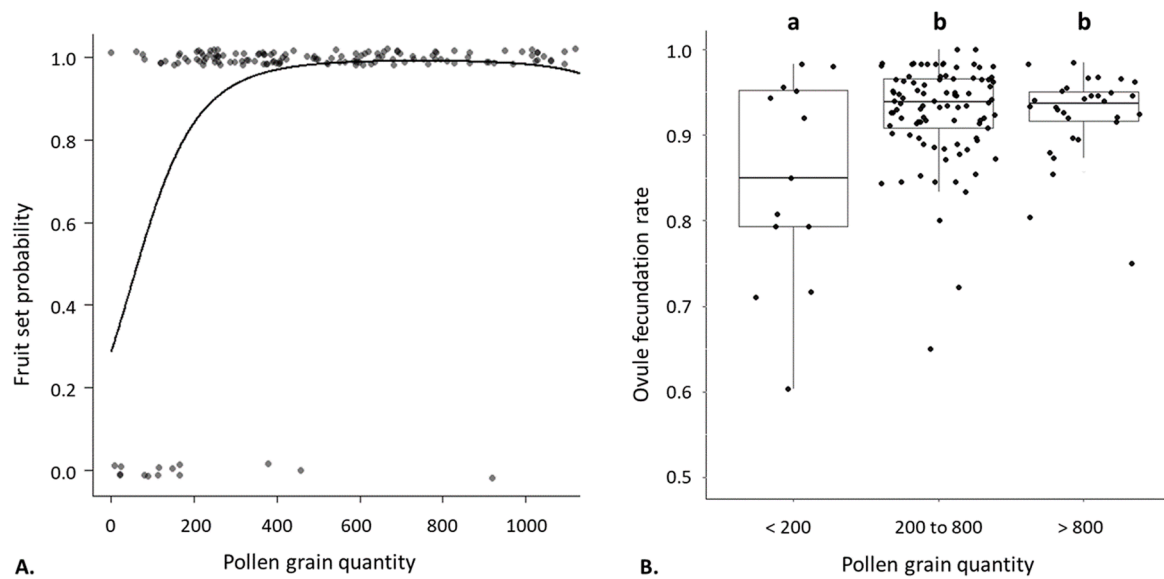 1.0
0.8
0.6
0.4
0.2
0.0
Fruit set probability
0 200 400 600 800 1000
Pollen grain quantity
A.
a b b
1.0
0.9
0.8
0.7
0.6
0.5
Ovule fecundation rate
< 200 200 to 800 > 800
Pollen grain quantity
B.